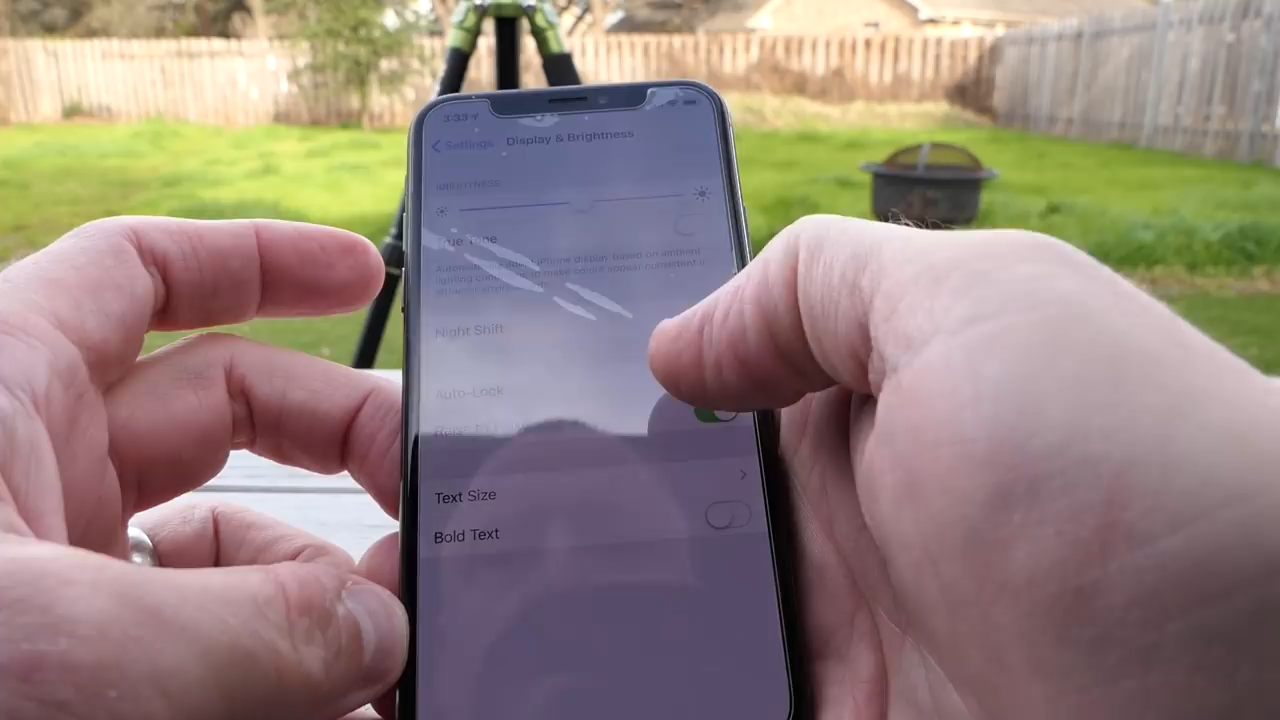 3:33
Settings
Display & Brightness
BRIGHTNESS
True Tone
Automatically adapt iPhone display based on ambient
lighting conditions to make colors appear consistent in
different environments.
Night Shift
Auto-Lock
Raise To
Text Size
Bold Text